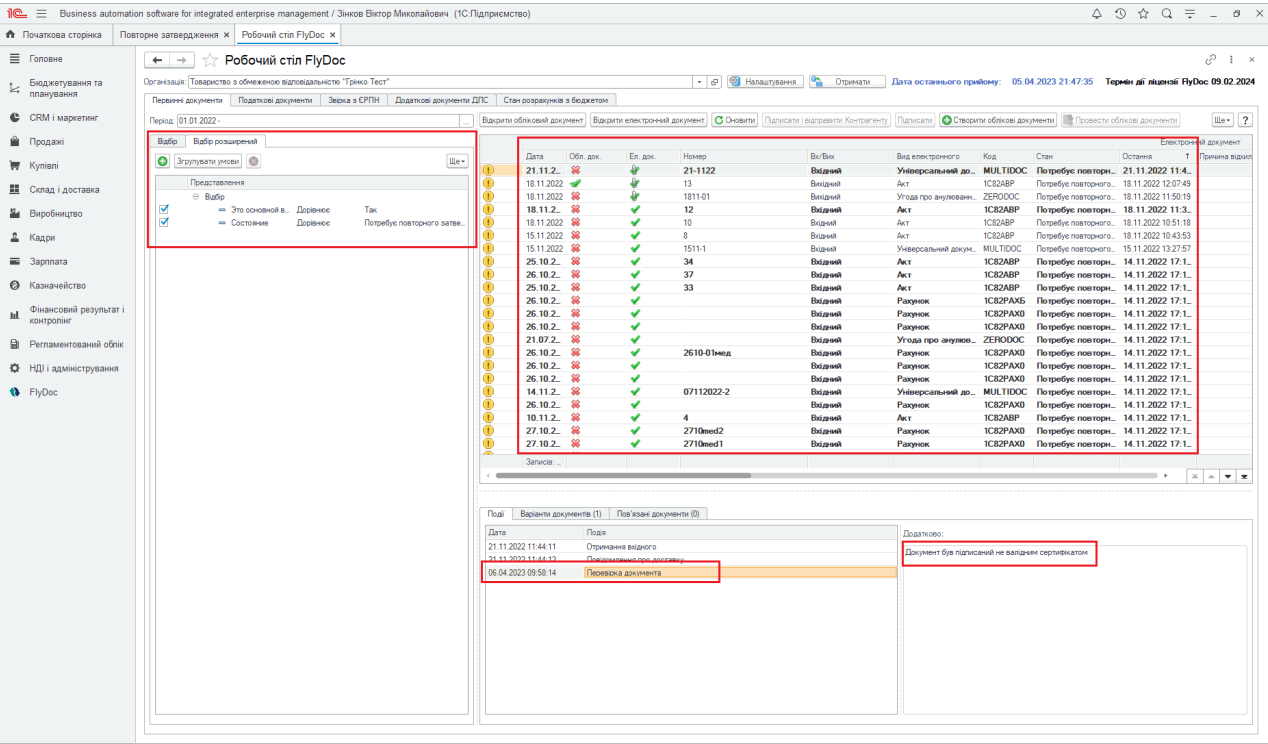 1С Business automation software for integrated enterprise management / Зінков Віктор Миколайович (1С:Підприємство)
Початкова сторінка Повторне затвердження × Робочий стіл FlyDoc ×
Головне
Бюджетування та планування
CRM і маркетинг
Продажі
Купівлі
Склад і доставка
Виробництво
Кадри
Зарплата
Казначейство
Фінансовий результат і контролінг
Регламентований облік
НДІ і адміністрування
FlyDoc
Робочий стіл FlyDoc
Організація: Товариство з обмеженою відповідальністю "Грінко Тест" Налаштування Отримати Дата останнього прийому: 05.04.2023 21:47:35 Термін дії ліцензії FlyDoc 09.02.2024
Первинні документи Податкові документи Звірка з ЄРПН Додаткові документи ДПС Стан розрахунків з бюджетом
Період: 01.01.2022 - ...
Відбір Відбір розширений
Згрупувати умови Ще
Представлення
Відбір
Это основной в... Дорівнює Так
Состояние Дорівнює Потребує повторного затве...
Відкрити обліковий документ Відкрити електронний документ Оновити Підписати і відправити Контрагенту Підписати Створити облікові документи Провести облікові документи Ще ?
Електронний документ
Дата Обл. док. Ел. док. Номер Вх/Вих Вид електронного Код Стан Остання ↑ Причина відхил
21.11.2... 21-1122 Вхідний Універсальний до... MULTIDOC Потребує повторн... 21.11.2022 11:4...
18.11.2022 13 Вихідний Акт 1C82ABP Потребує повторного... 18.11.2022 12:07:49
18.11.2022 1811-01 Вихідний Угода про анулюванн... ZERODOC Потребує повторного... 18.11.2022 11:50:19
18.11.2... 12 Вхідний Акт 1C82ABP Потребує повторн... 18.11.2022 11:3...
18.11.2022 10 Вхідний Акт 1C82ABP Потребує повторного... 18.11.2022 10:51:18
15.11.2022 8 Вхідний Акт 1C82ABP Потребує повторного... 18.11.2022 10:43:53
15.11.2022 1511-1 Вхідний Універсальний докум... MULTIDOC Потребує повторного... 15.11.2022 13:27:57
25.10.2... 34 Вхідний Акт 1C82ABP Потребує повторн... 14.11.2022 17:1...
26.10.2... 37 Вхідний Акт 1C82ABP Потребує повторн... 14.11.2022 17:1...
25.10.2... 33 Вхідний Акт 1C82ABP Потребує повторн... 14.11.2022 17:1...
26.10.2... Вхідний Рахунок 1C82PAXБ Потребує повторн... 14.11.2022 17:1...
26.10.2... Вхідний Рахунок 1C82PAX0 Потребує повторн... 14.11.2022 17:1...
26.10.2... Вхідний Рахунок 1C82PAX0 Потребує повторн... 14.11.2022 17:1...
21.07.2... Вхідний Угода про анулюв... ZERODOC Потребує повторн... 14.11.2022 17:1...
26.10.2... 2610-01мед Вхідний Рахунок 1C82PAX0 Потребує повторн... 14.11.2022 17:1...
26.10.2... Вхідний Рахунок 1C82PAX0 Потребує повторн... 14.11.2022 17:1...
26.10.2... Вхідний Рахунок 1C82PAX0 Потребує повторн... 14.11.2022 17:1...
14.11.2... 07112022-2 Вхідний Універсальний до... MULTIDOC Потребує повторн... 14.11.2022 17:1...
26.10.2... Вхідний Рахунок 1C82PAX0 Потребує повторн... 14.11.2022 17:1...
10.11.2... 4 Вхідний Акт 1C82ABP Потребує повторн... 14.11.2022 17:1...
27.10.2... 2710med2 Вхідний Рахунок 1C82PAX0 Потребує повторн... 14.11.2022 17:1...
27.10.2... 2710med1 Вхідний Рахунок 1C82PAX0 Потребує повторн... 14.11.2022 17:1...
Записів: ...
Події Варіанти документів (1) Пов'язані документи (0)
Дата Подія
21.11.2022 11:44:11 Отримання вхідного
21.11.2022 11:44:12 Повідомлення про доставку
06.04.2023 09:58:14 Перевірка документа
Додатково:
Документ був підписаний не валідним сертифікатом